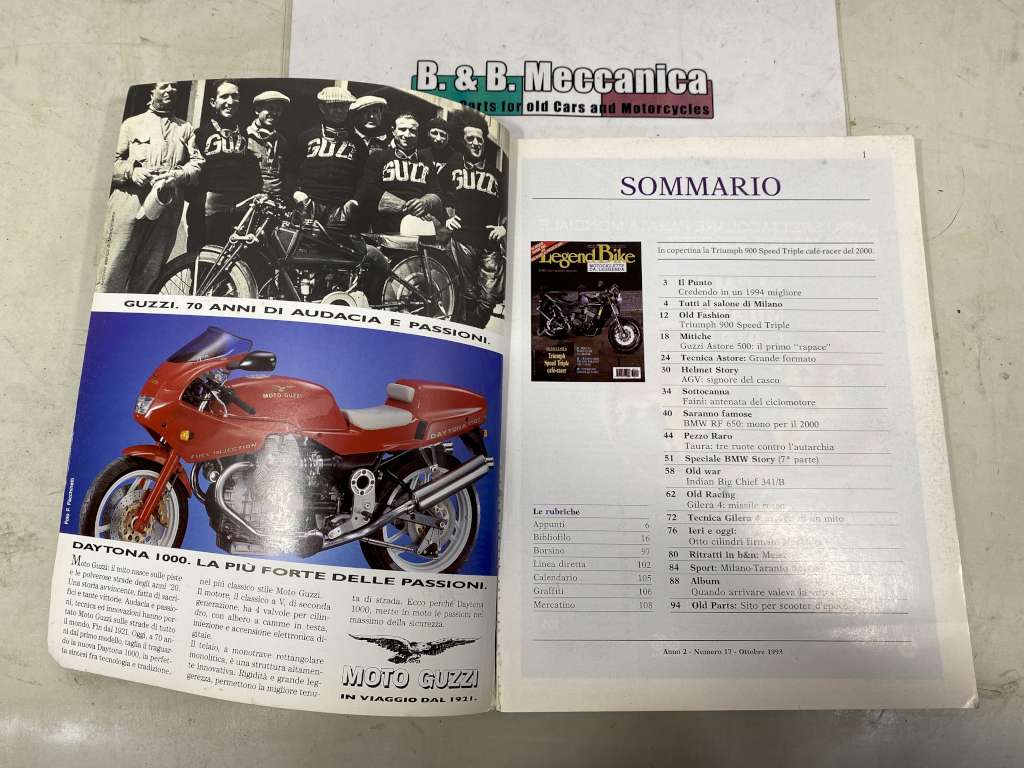 B. & B. Meccanica
Parts for old Cars and Motorcycles
GUZZI
GUZZI
GUZZI
GUZZI. 70 ANNI DI AUDACIA E PASSIONI.
MOTO GUZZI
FUEL INJECTION
DAYTONA
DAYTONA 1000. LA PIÙ FORTE DELLE PASSIONI.
Moto Guzzi: il mito nasce sulle piste
e le polverose strade degli anni '20.
Una storia avvincente, fatta di sacri-
fici e tante vittorie. Audacia e passio-
ni, tecnica ed innovazioni hanno por-
tato Moto Guzzi sulle strade di tutto
il mondo. Fin dal 1921. Oggi, a 70 an-
ni dal primo modello, taglia il traguar-
do la nuova Daytona 1000, la perfet-
ta sintesi fra tecnologia e tradizione.
nel più classico stile Moto Guzzi.
Il motore, il classico a V, di seconda
generazione, ha 4 valvole per cilin-
dro, con albero a camme in testa,
iniezione e accensione elettronica di-
gitale.
Il telaio, a monotrave rettangolare
monolitico, è una struttura altamen-
te innovativa. Rigidità e grande leg-
gerezza, permettono la migliore tenu-
ta di strada. Ecco perché Daytona
1000, mette in moto le passioni nel
massimo della sicurezza.
MOTO GUZZI
IN VIAGGIO DAL 1921.
1
SOMMARIO
Legend Bike
MOTOCICLETTE
DA LEGGENDA
Triumph
Speed Triple
café-racer
In copertina la Triumph 900 Speed Triple café-racer del 2000.
3 Il Punto
Credendo in un 1994 migliore
4 Tutti al salone di Milano
12 Old Fashion
Triumph 900 Speed Triple
18 Mitiche
Guzzi Astore 500: il primo "rapace"
24 Tecnica Astore: Grande formato
30 Helmet Story
AGV: signore del casco
34 Sottocanna
Faini: antenata del ciclomotore
40 Saranno famose
BMW RF 650: mono per il 2000
44 Pezzo Raro
Taura: tre ruote contro l'autarchia
51 Speciale BMW Story (7ª parte)
58 Old war
Indian Big Chief 341/B
62 Old Racing
Gilera 4: missile rosso
72 Tecnica Gilera 4: di un mito
76 Ieri e oggi:
Otto cilindri firmato
80 Ritratti in b&n:
84 Sport: Milano-Taranto
88 Album
Quando arrivare valeva la
94 Old Parts: Sito per scooter d'epoca
Le rubriche
Appunti 6
Bibliofilo 16
Borsino 97
Linea diretta 102
Calendario 105
Graffiti 106
Mercatino 108
Anno 2 - Numero 17 - Ottobre 1993